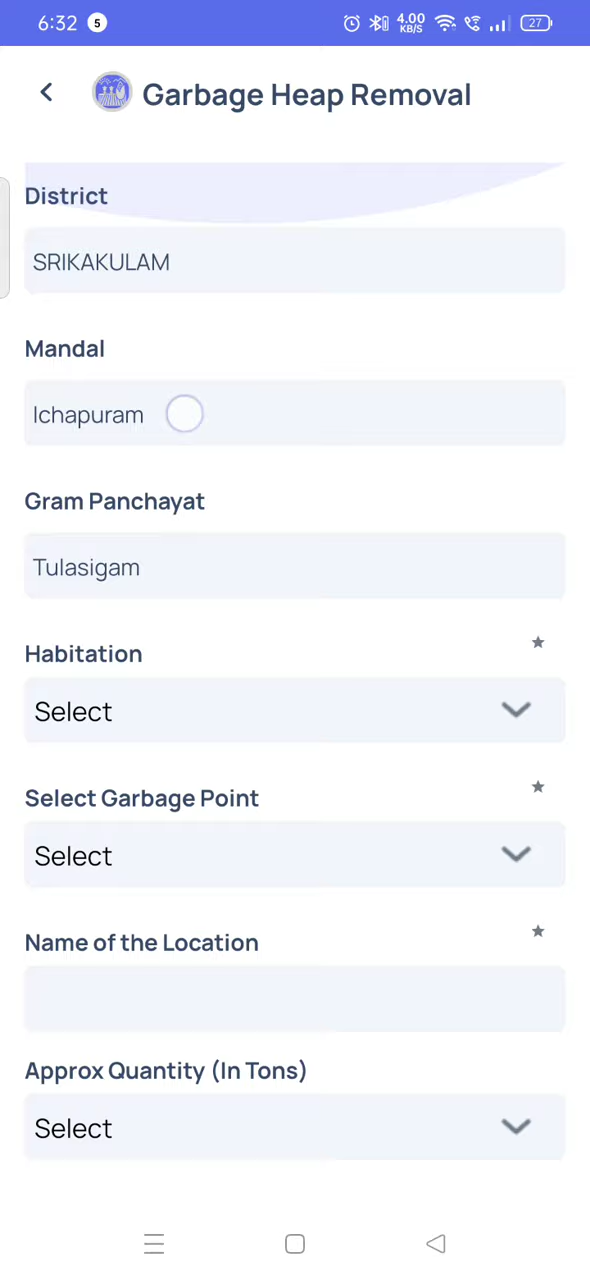 6:32 5 4.00 KB/S 27
Garbage Heap Removal
District
SRIKAKULAM
Mandal
Ichapuram
Gram Panchayat
Tulasigam
Habitation
Select
Select Garbage Point
Select
Name of the Location
Approx Quantity (In Tons)
Select